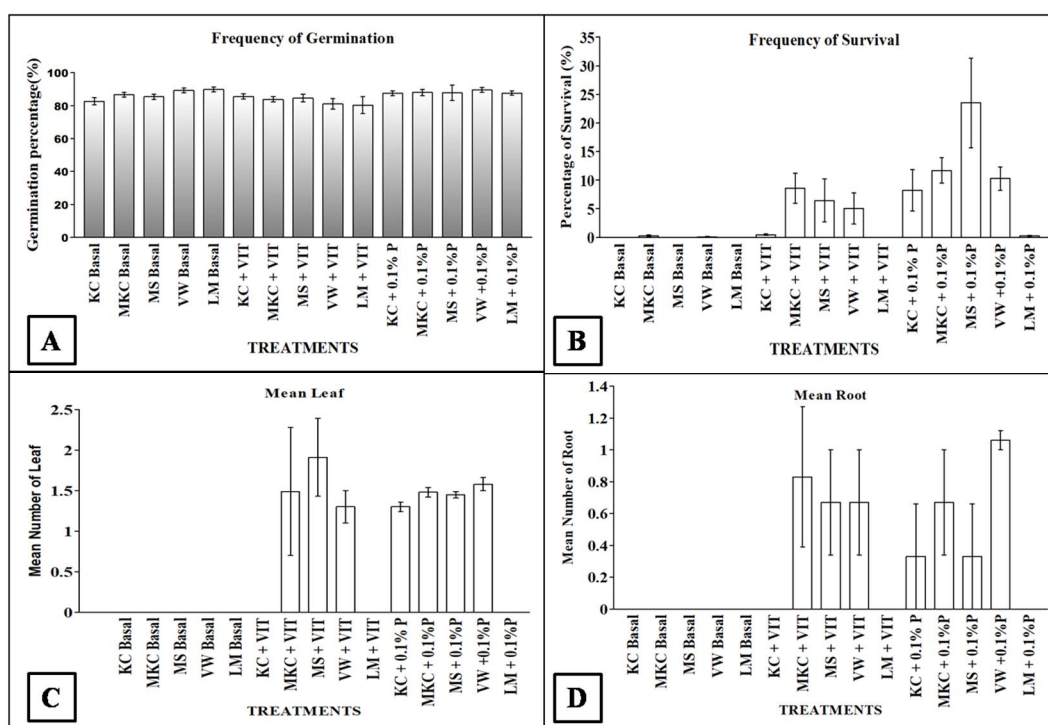 Frequency of Germination
Germination percentage(%)
100
80
60
40
20
0
KC Basal
MKC Basal
MS Basal
VW Basal
LM Basal
KC + VIT
MKC + VIT
MS + VIT
VW + VIT
LM + VIT
KC + 0.1% P
MKC + 0.1%P
MS + 0.1%P
VW +0.1%P
LM + 0.1%P
TREATMENTS
A
Frequency of Survival
Percentage of Survival (%)
35
30
25
20
15
10
5
0
KC Basal
MKC Basal
MS Basal
VW Basal
LM Basal
KC + VIT
MKC + VIT
MS + VIT
VW + VIT
LM + VIT
KC + 0.1% P
MKC + 0.1%P
MS + 0.1%P
VW +0.1%P
LM + 0.1%P
TREATMENTS
B
Mean Leaf
Mean Number of Leaf
2.5
2
1.5
1
0.5
0
KC Basal
MKC Basal
MS Basal
VW Basal
LM Basal
KC + VIT
MKC + VIT
MS + VIT
VW + VIT
LM + VIT
KC + 0.1% P
MKC + 0.1%P
MS + 0.1%P
VW +0.1%P
LM + 0.1%P
TREATMENTS
C
Mean Root
Mean Number of Root
1.4
1.2
1
0.8
0.6
0.4
0.2
0
KC Basal
MKC Basal
MS Basal
VW Basal
LM Basal
KC + VIT
MKC + VIT
MS + VIT
VW + VIT
LM + VIT
KC + 0.1% P
MKC + 0.1%P
MS + 0.1%P
VW +0.1%P
LM + 0.1%P
TREATMENTS
D